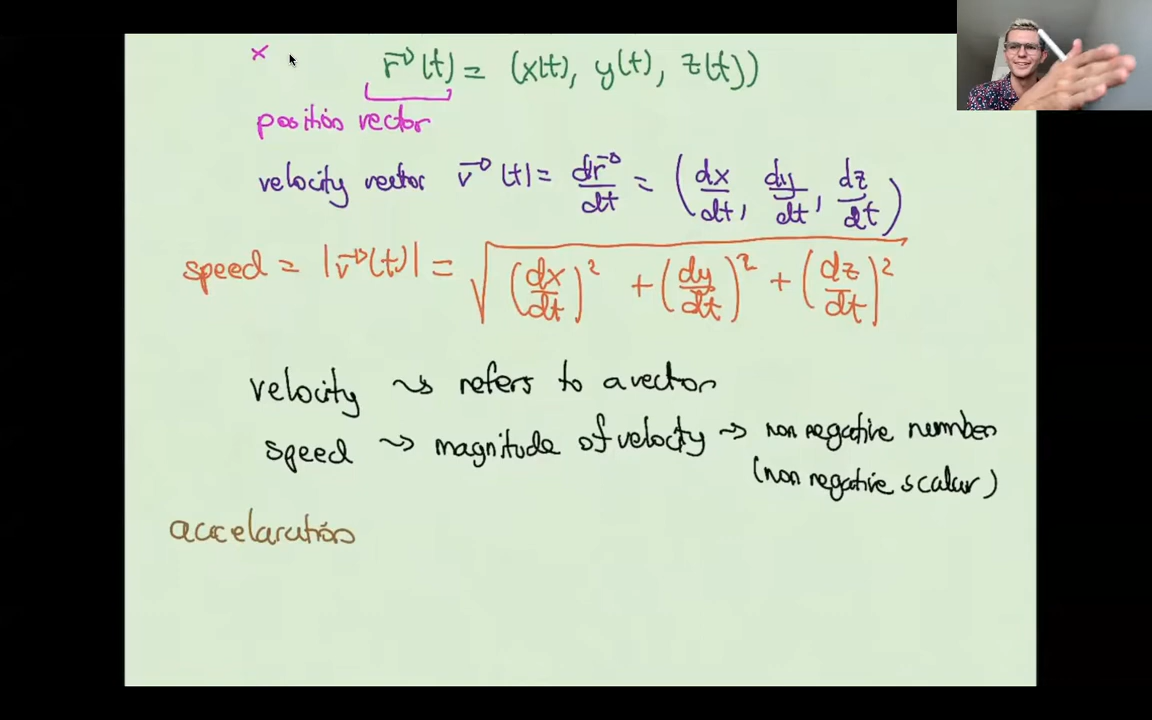 x
r⃗(t) = (x(t), y(t), z(t))
position vector
velocity vector v⃗(t) = dr⃗/dt = (dx/dt, dy/dt, dz/dt)
speed = |v⃗(t)| = √((dx/dt)² + (dy/dt)² + (dz/dt)²)
velocity ⇝ refers to a vector
speed ⇝ magnitude of velocity ⇝ non negative number
(non negative scalar)
accelaration